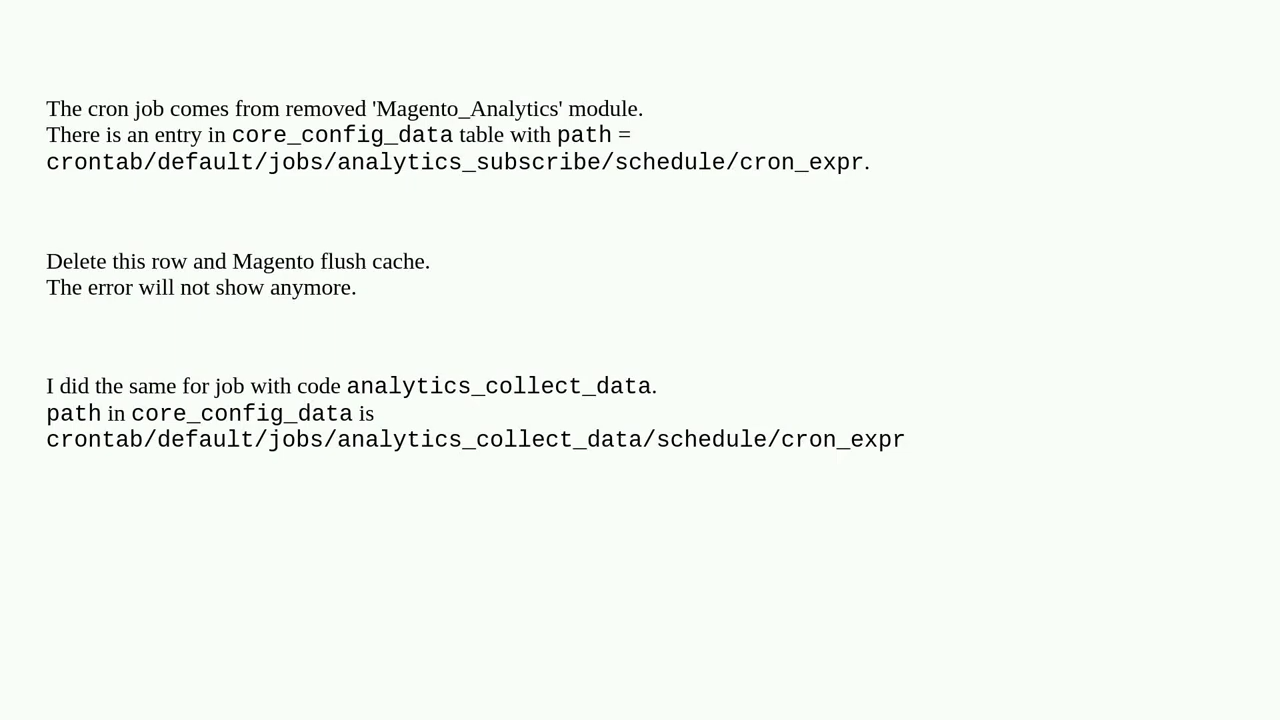 The cron job comes from removed 'Magento_Analytics' module.
There is an entry in core_config_data table with path =
crontab/default/jobs/analytics_subscribe/schedule/cron_expr.
Delete this row and Magento flush cache.
The error will not show anymore.
I did the same for job with code analytics_collect_data.
path in core_config_data is
crontab/default/jobs/analytics_collect_data/schedule/cron_expr